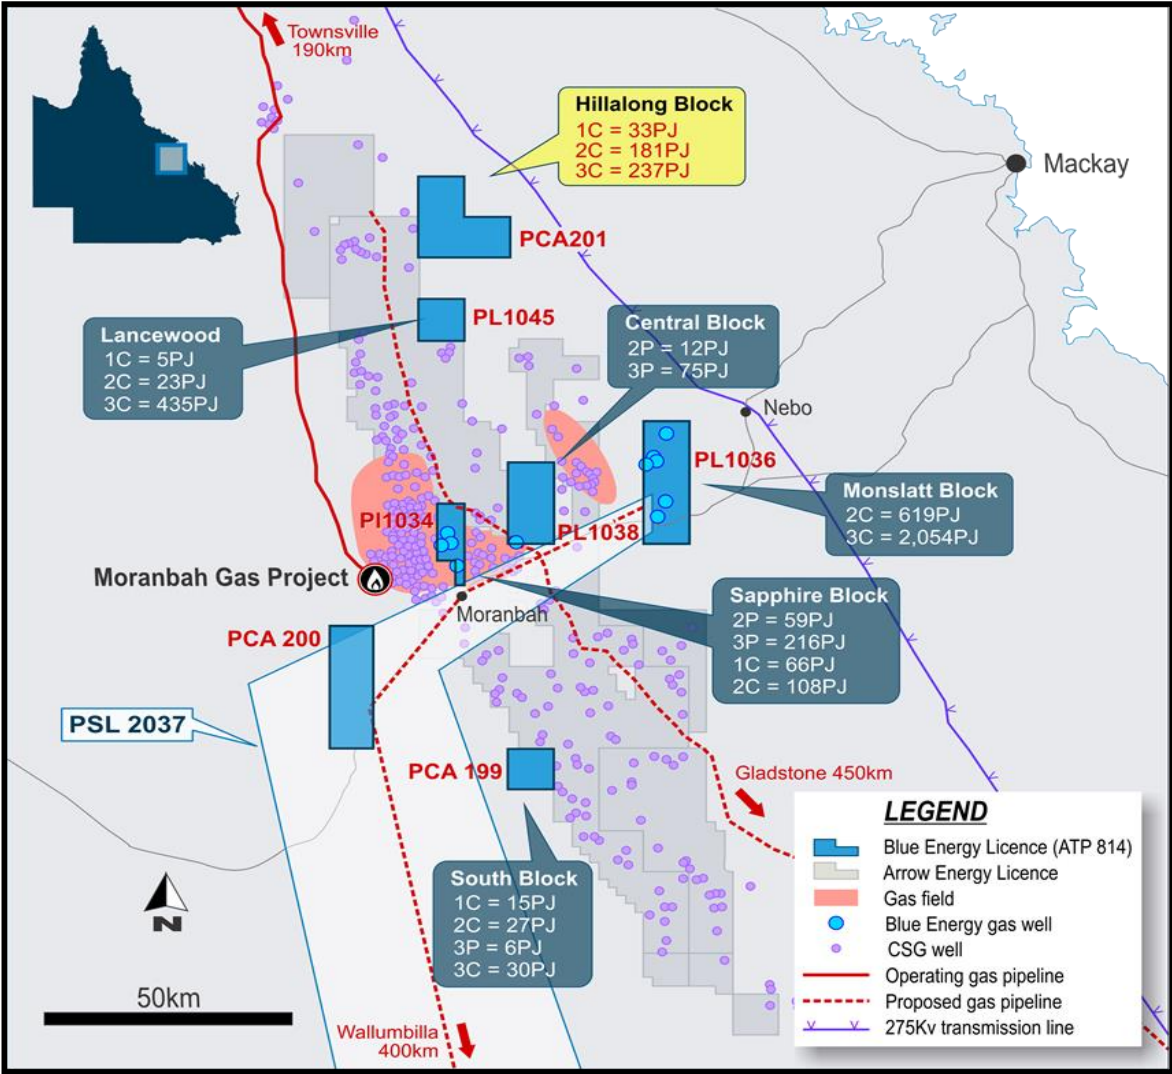 Townsville
190km
Hillalong Block
1C = 33PJ
2C = 181PJ
3C = 237PJ
Mackay
PCA201
Lancewood
1C = 5PJ
2C = 23PJ
3C = 435PJ
PL1045
Central Block
2P = 12PJ
3P = 75PJ
Nebo
PL1036
Monslatt Block
2C = 619PJ
3C = 2,054PJ
Pl1034
PL1038
Moranbah Gas Project
Moranbah
Sapphire Block
2P = 59PJ
3P = 216PJ
1C = 66PJ
2C = 108PJ
PCA 200
PSL 2037
PCA 199
Gladstone 450km
South Block
1C = 15PJ
2C = 27PJ
3P = 6PJ
3C = 30PJ
N
50km
Wallumbilla
400km
LEGEND
Blue Energy Licence (ATP 814)
Arrow Energy Licence
Gas field
Blue Energy gas well
CSG well
Operating gas pipeline
Proposed gas pipeline
275Kv transmission line